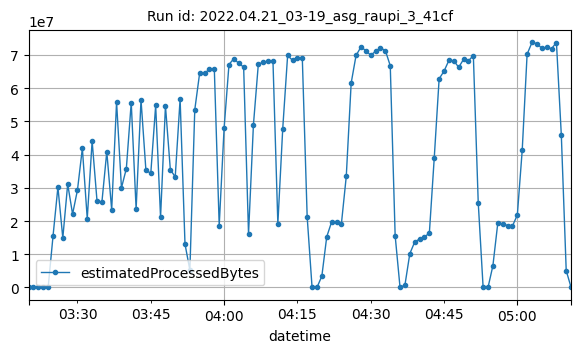 Run id: 2022.04.21_03-19_asg_raupi_3_41cf
1e7
7
6
5
4
3
2
1
0
estimatedProcessedBytes
03:30 03:45 04:00 04:15 04:30 04:45 05:00
datetime